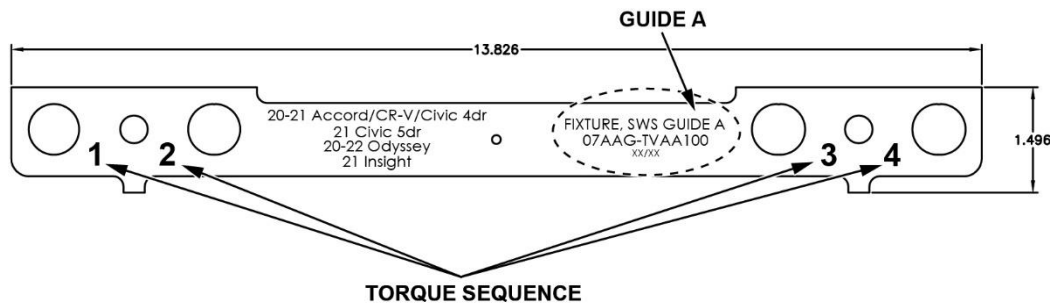 GUIDE A
13.826
20-21 Accord/CR-V/Civic 4dr
21 Civic 5dr
20-22 Odyssey
21 Insight
FIXTURE, SWS GUIDE A
07AAG-TVAA100
XX/XX
1.496
1
2
3
4
TORQUE SEQUENCE